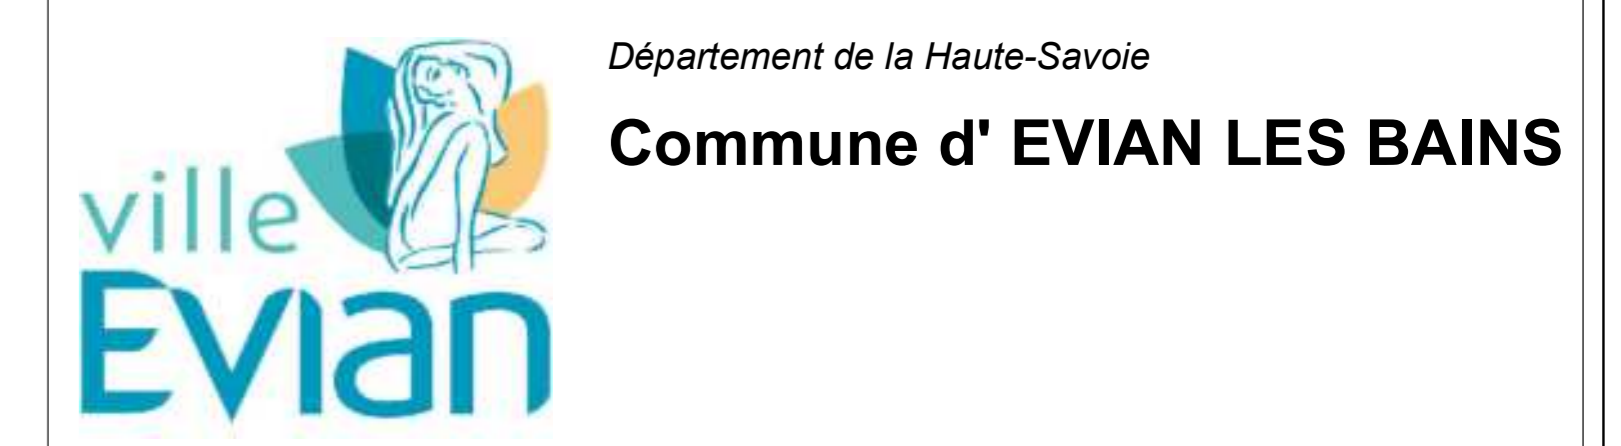 Département de la Haute-Savoie
Commune d' EVIAN LES BAINS
ville
Evian